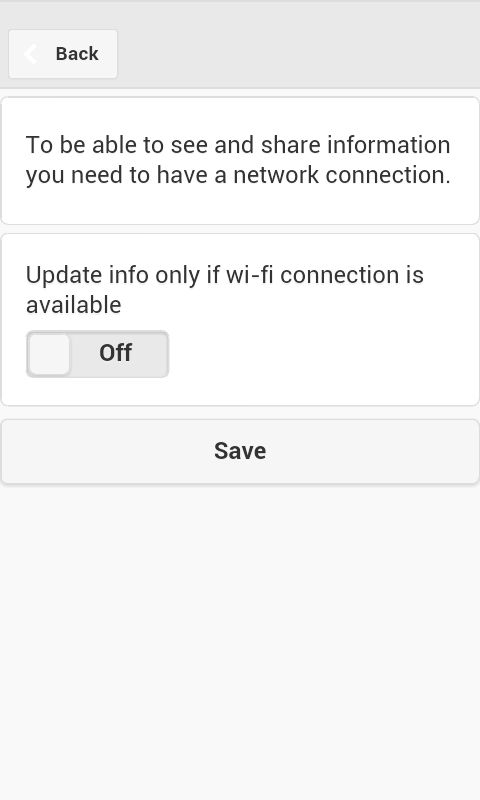 Back
To be able to see and share information
you need to have a network connection.
Update info only if wi-fi connection is
available
Off
Save